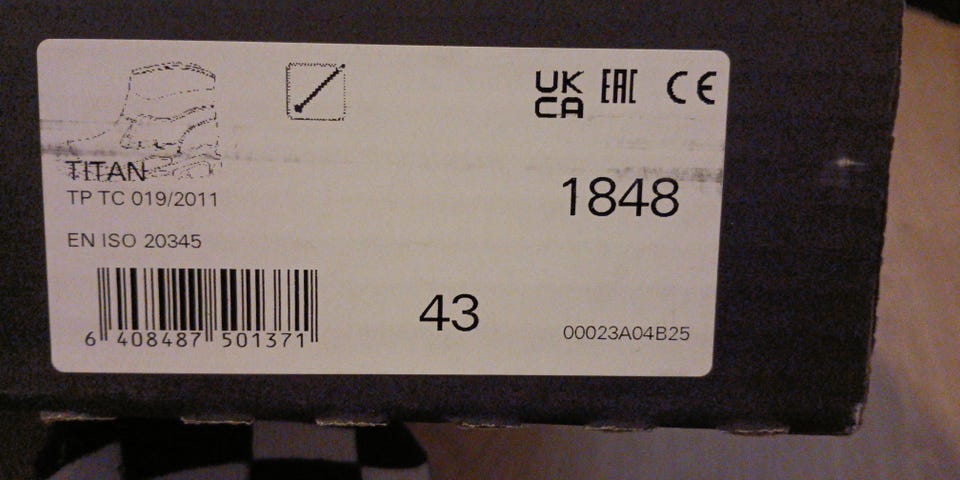 UK
CA
EAC
CE
TITAN
TP TC 019/2011
1848
EN ISO 20345
6 408487 501371
43
00023A04B25